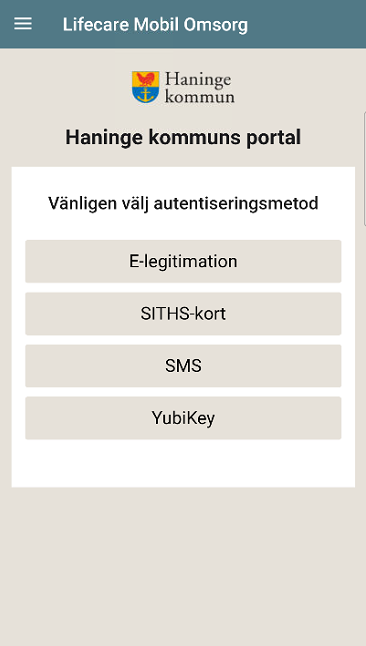 Lifecare Mobil Omsorg
Haninge
kommun
Haninge kommuns portal
Vänligen välj autentiseringsmetod
E-legitimation
SITHS-kort
SMS
YubiKey